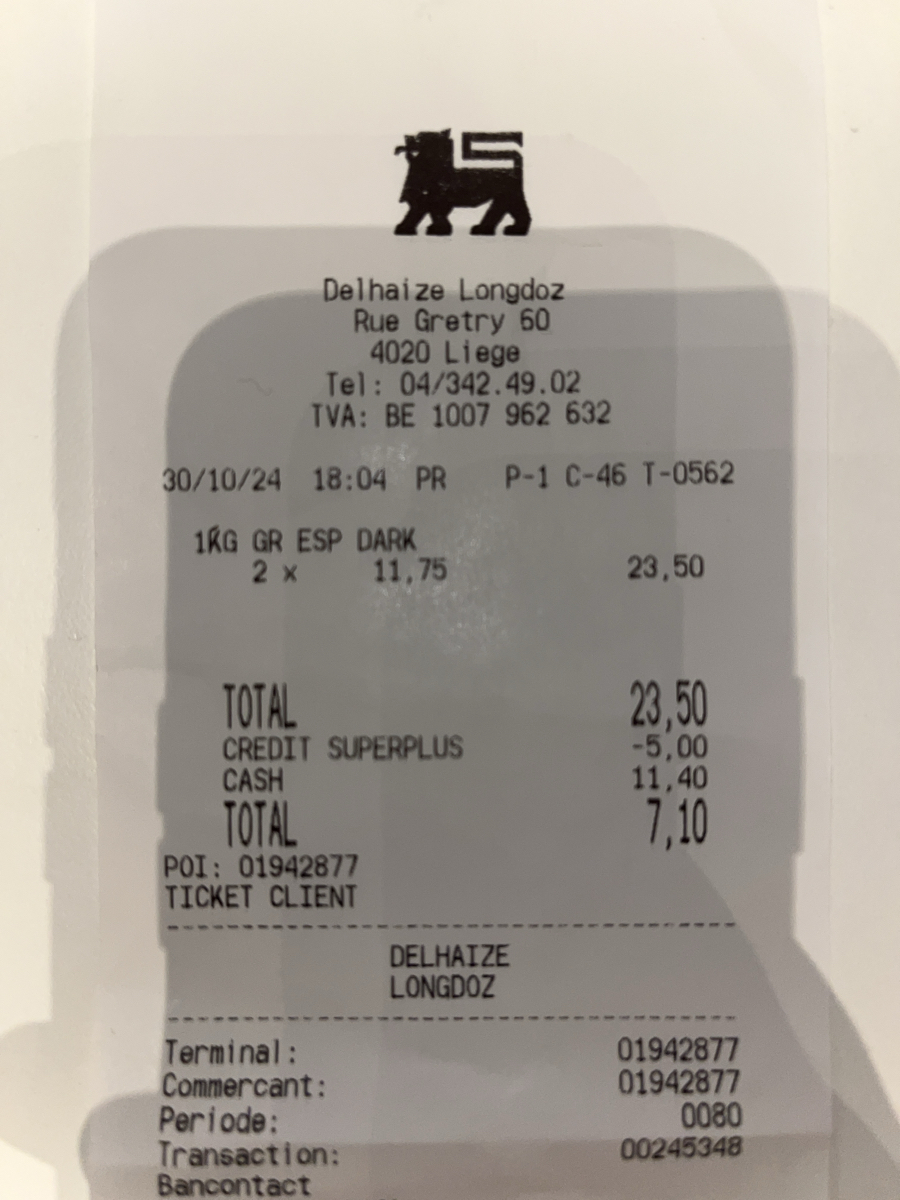 Delhaize Longdoz
Rue Gretry 60
4020 Liege
Tel: 04/342.49.02
TVA: BE 1007 962 632
30/10/24 18:04 PR P-1 C-46 T-0562
1KG GR ESP DARK
2 x 11,75 23,50
TOTAL 23,50
CREDIT SUPERPLUS -5,00
CASH 11,40
TOTAL 7,10
POI: 01942877
TICKET CLIENT
DELHAIZE
LONGDOZ
Terminal: 01942877
Commercant: 01942877
Periode: 0080
Transaction: 00245348
Bancontact